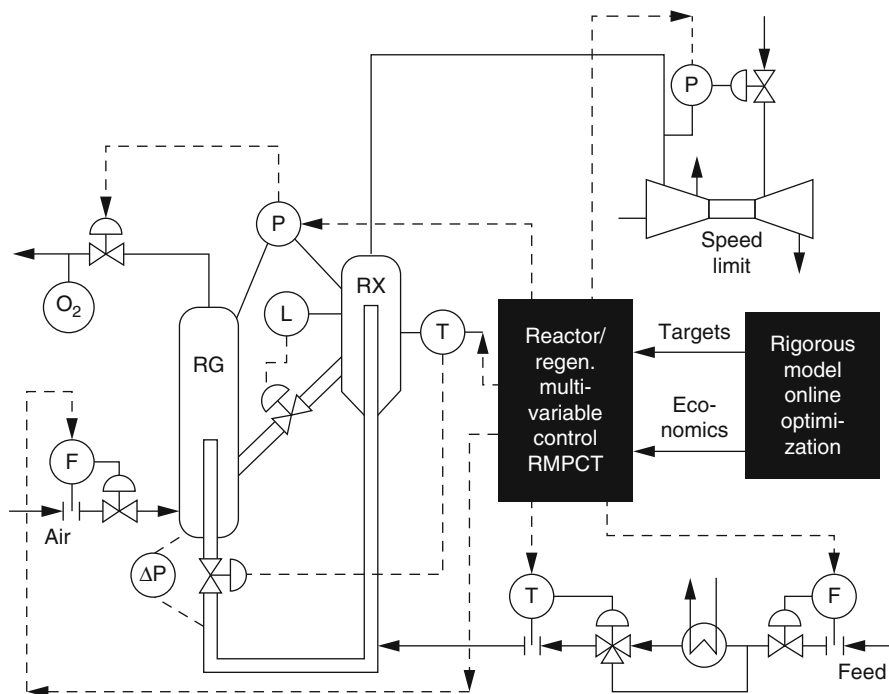 P
P
Speed
limit
RX
O₂
L
T
RG
Reactor/
regen.
multi-
variable
control
RMPCT
Targets
Eco-
nomics
Rigorous
model
online
optimi-
zation
F
Air
ΔP
T
F
Feed